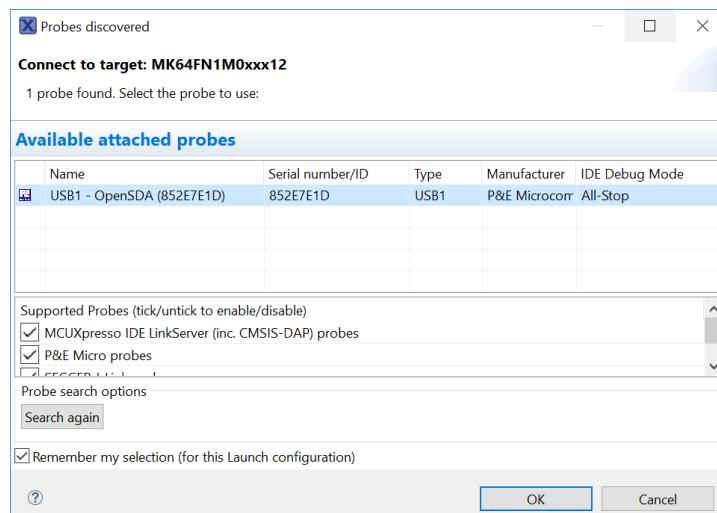 Probes discovered
Connect to target: MK64FN1M0xxx12
1 probe found. Select the probe to use:
Available attached probes
Name Serial number/ID Type Manufacturer IDE Debug Mode
USB1 - OpenSDA (852E7E1D) 852E7E1D USB1 P&E Microcom All-Stop
Supported Probes (tick/untick to enable/disable)
MCUXpresso IDE LinkServer (inc. CMSIS-DAP) probes
P&E Micro probes
Probe search options
Search again
Remember my selection (for this Launch configuration)
OK Cancel